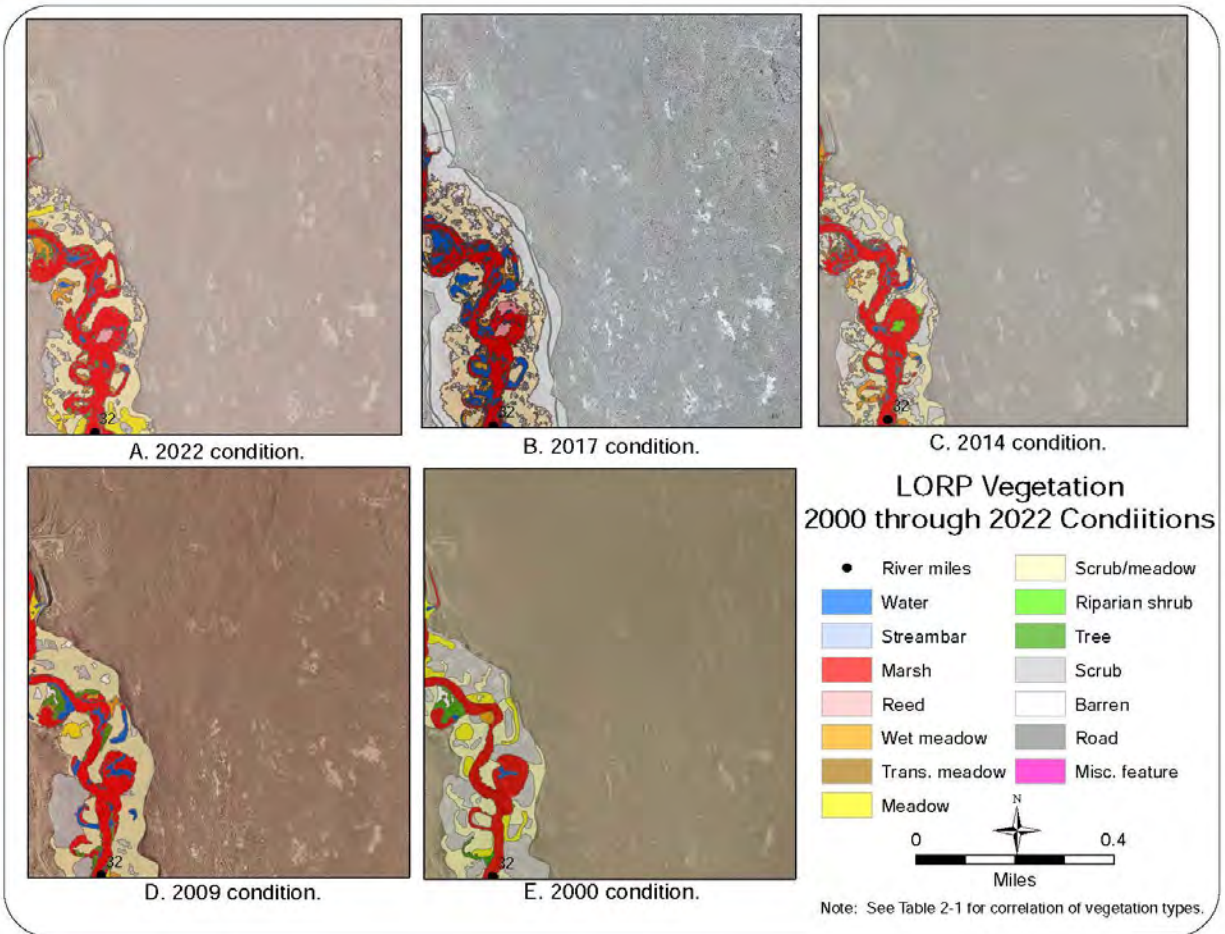 32
A. 2022 condition.
32
B. 2017 condition.
32
C. 2014 condition.
32
D. 2009 condition.
32
E. 2000 condition.
LORP Vegetation
2000 through 2022 Condiitions
River miles
Water
Streambar
Marsh
Reed
Wet meadow
Trans. meadow
Meadow
Scrub/meadow
Riparian shrub
Tree
Scrub
Barren
Road
Misc. feature
N
0 0.4
Miles
Note: See Table 2-1 for correlation of vegetation types.